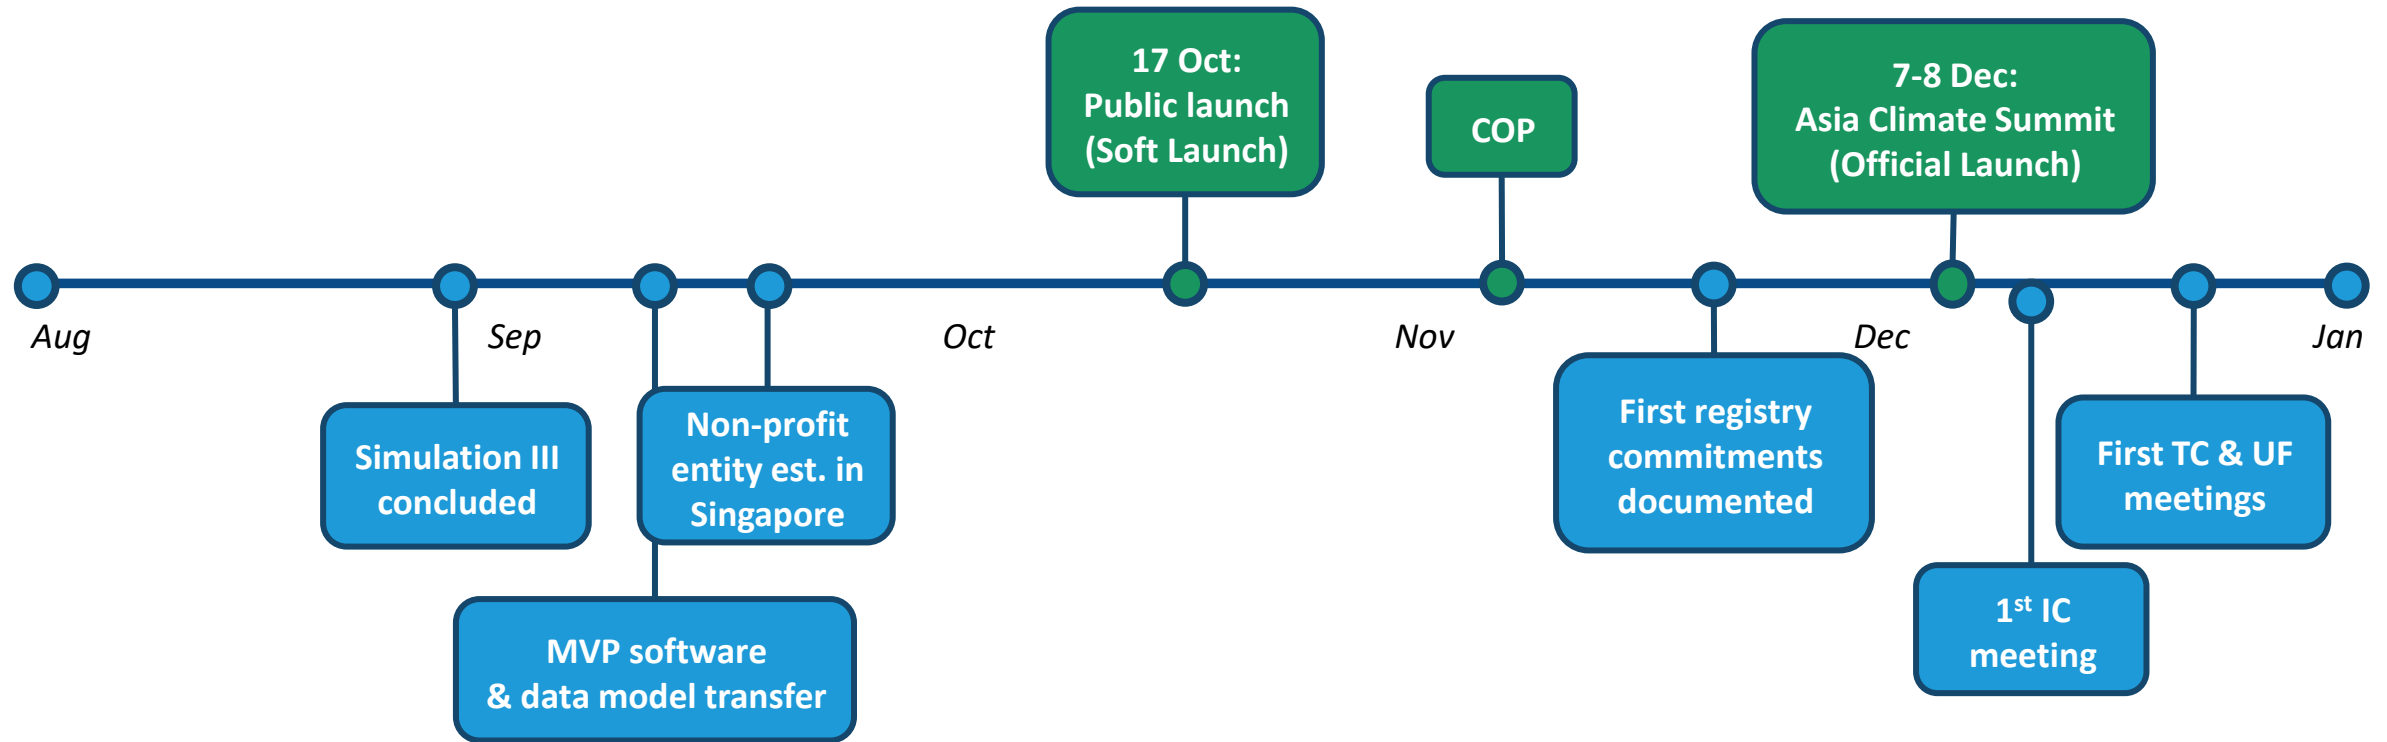 17 Oct:
Public launch
(Soft Launch)
COP
7-8 Dec:
Asia Climate Summit
(Official Launch)
Aug
Sep
Oct
Nov
Dec
Jan
Simulation III
concluded
Non-profit
entity est. in
Singapore
MVP software
& data model transfer
First registry
commitments
documented
1st IC
meeting
First TC & UF
meetings